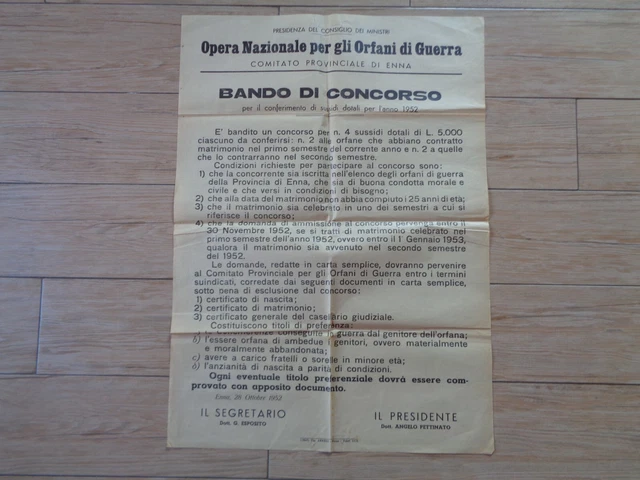 PRESIDENZA DEL CONSIGLIO DEI MINISTRI
Opera Nazionale per gli Orfani di Guerra
COMITATO PROVINCIALE DI ENNA
BANDO DI CONCORSO
per il conferimento di sussidi dotali per l'anno 1952
E' bandito un concorso per n. 4 sussidi dotali di L. 5.000
ciascuno da conferirsi: n. 2 alle orfane che abbiano contratto
matrimonio nel primo semestre del corrente anno e n. 2 a quelle
che lo contrarranno nel secondo semestre.
Condizioni richieste per partecipare al concorso sono:
1) che la concorrente sia iscritta nell'elenco degli orfani di guerra
della Provincia di Enna, che sia di buona condotta morale e
civile e che versi in condizioni di bisogno;
2) che alla data del matrimonio non abbia compiuto i 25 anni di età;
3) che il matrimonio sia celebrato in uno dei semestri a cui si
riferisce il concorso;
4) che la domanda di ammissione al concorso pervenga entro il
30 Novembre 1952, se si tratti di matrimonio celebrato nel
primo semestre dell'anno 1952, ovvero entro il 1° Gennaio 1953,
qualora il matrimonio sia avvenuto nel secondo semestre
del 1952.
Le domande, redatte in carta semplice, dovranno pervenire
al Comitato Provinciale per gli Orfani di Guerra entro i termini
suindicati, corredate dai seguenti documenti in carta semplice,
sotto pena di esclusione dal concorso:
1) certificato di nascita;
2) certificato di matrimonio;
3) certificato generale del casellario giudiziale.
Costituiscono titoli di preferenza:
conseguite in guerra dal genitore dell'orfana;
b) l'essere orfana di ambedue i genitori, ovvero materialmente
e moralmente abbandonata;
c) avere a carico fratelli o sorelle in minore età;
d) l'anzianità di nascita a parità di condizioni.
Ogni eventuale titolo preferenziale dovrà essere com-
provato con apposito documento.
Enna, 28 Ottobre 1952
IL SEGRETARIO
Dott. G. ESPOSITO
IL PRESIDENTE
Dott. ANGELO PETTINATO